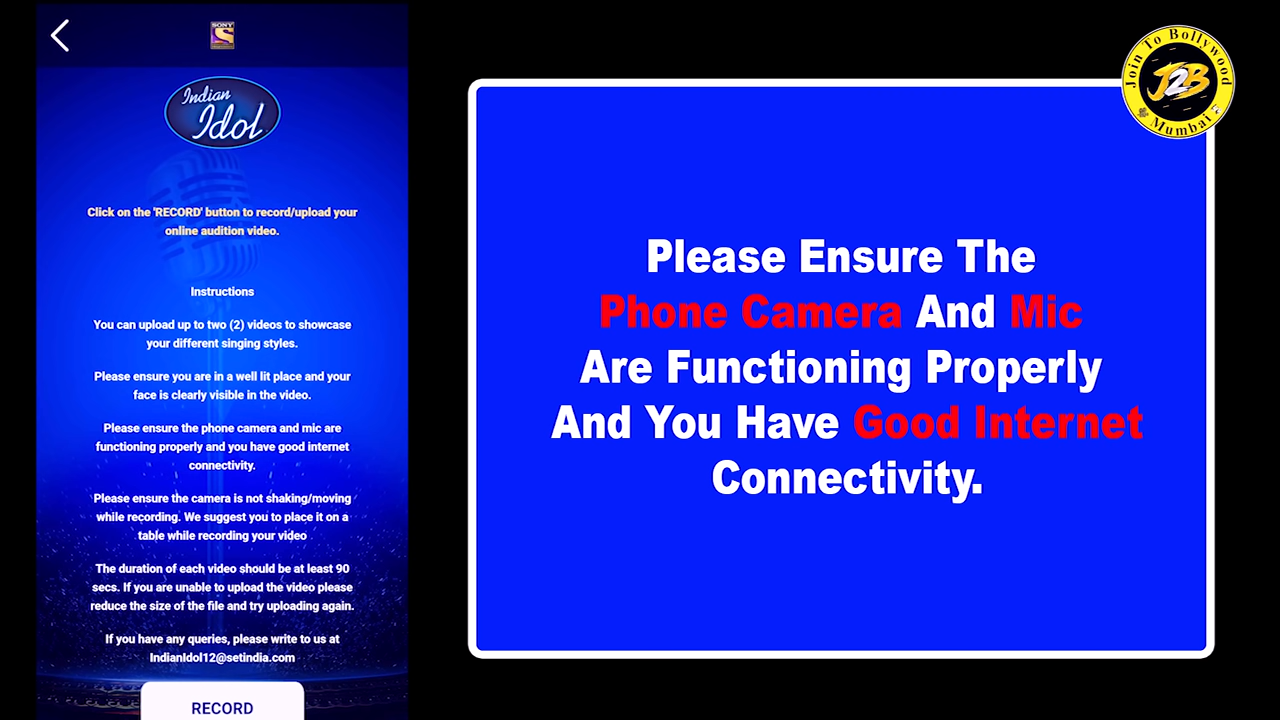 SONY
Indian
Idol
Click on the 'RECORD' button to record/upload your
online audition video.
Instructions
You can upload up to two (2) videos to showcase
your different singing styles.
Please ensure you are in a well lit place and your
face is clearly visible in the video.
Please ensure the phone camera and mic are
functioning properly and you have good internet
connectivity.
Please ensure the camera is not shaking/moving
while recording. We suggest you to place it on a
table while recording your video
The duration of each video should be at least 90
secs. If you are unable to upload the video please
reduce the size of the file and try uploading again.
If you have any queries, please write to us at
IndianIdol12@setindia.com
RECORD
Please Ensure The
Phone Camera And Mic
Are Functioning Properly
And You Have Good Internet
Connectivity.
Join To Bollywood
J2B
Mumbai